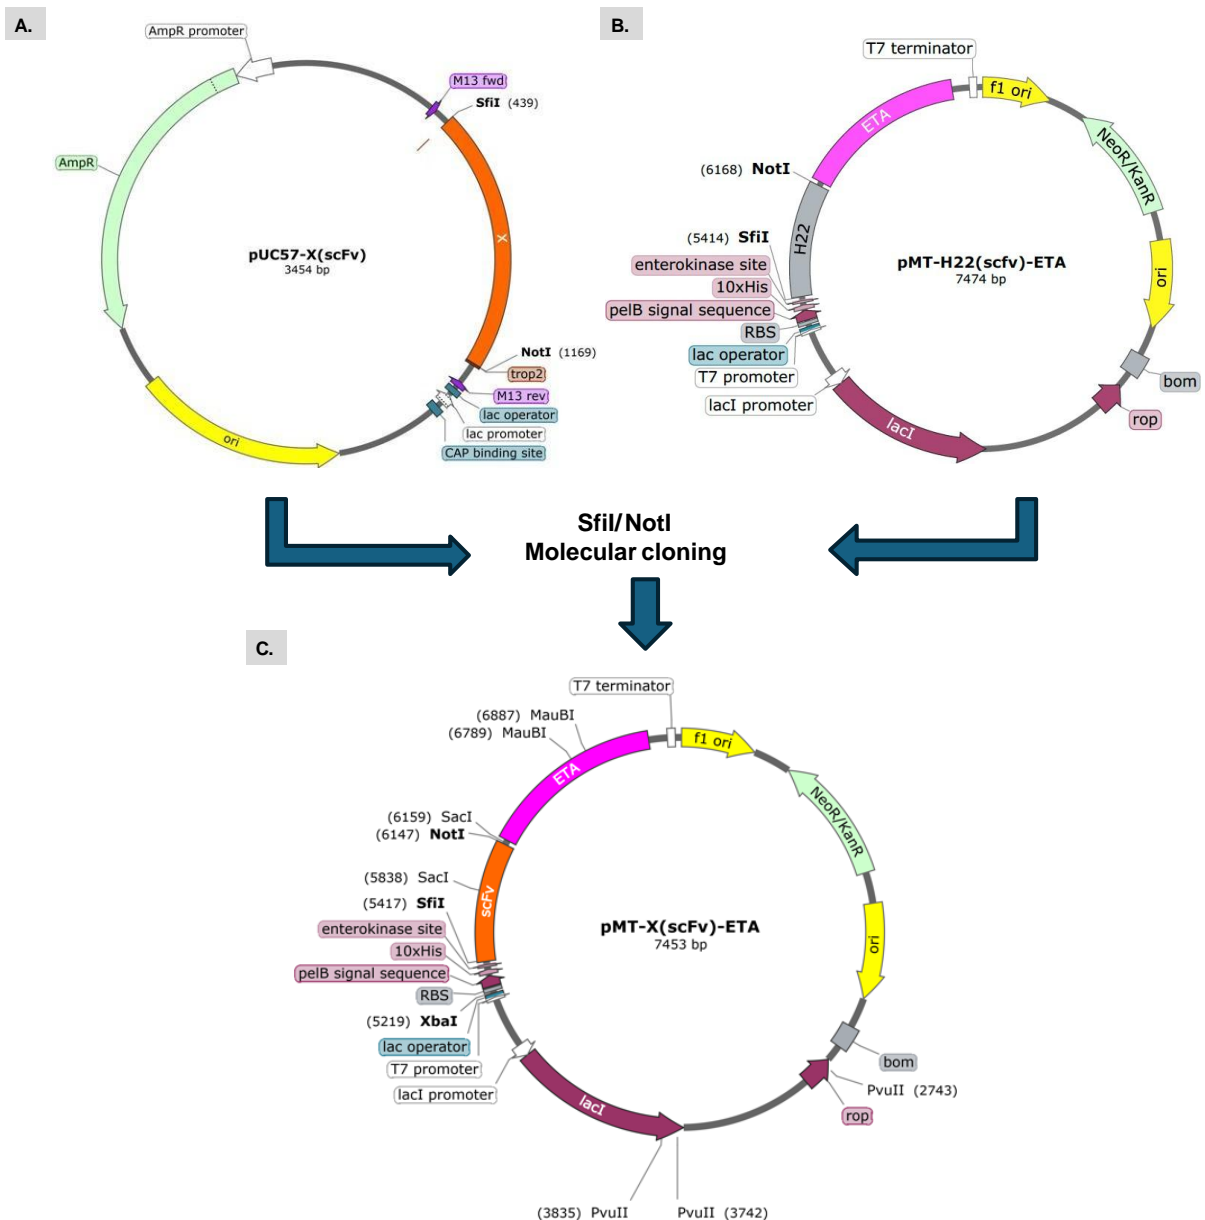 A.
AmpR promoter
M13 fwd
SfiI (439)
AmpR
X
pUC57-X(scFv)
3454 bp
NotI (1169)
trop2
M13 rev
lac operator
lac promoter
CAP binding site
ori
B.
T7 terminator
f1 ori
ETA
NeoR/KanR
(6168) NotI
H22
(5414) SfiI
enterokinase site
10xHis
pelB signal sequence
RBS
lac operator
T7 promoter
lacI promoter
pMT-H22(scfv)-ETA
7474 bp
ori
bom
rop
lacI
SfiI/NotI
Molecular cloning
C.
T7 terminator
(6887) MauBI
(6789) MauBI
f1 ori
ETA
NeoR/KanR
(6159) SacI
(6147) NotI
(5838) SacI
scFv
(5417) SfiI
enterokinase site
10xHis
pelB signal sequence
RBS
(5219) XbaI
lac operator
T7 promoter
lacI promoter
pMT-X(scFv)-ETA
7453 bp
ori
bom
PvuII (2743)
rop
lacI
(3835) PvuII
PvuII (3742)